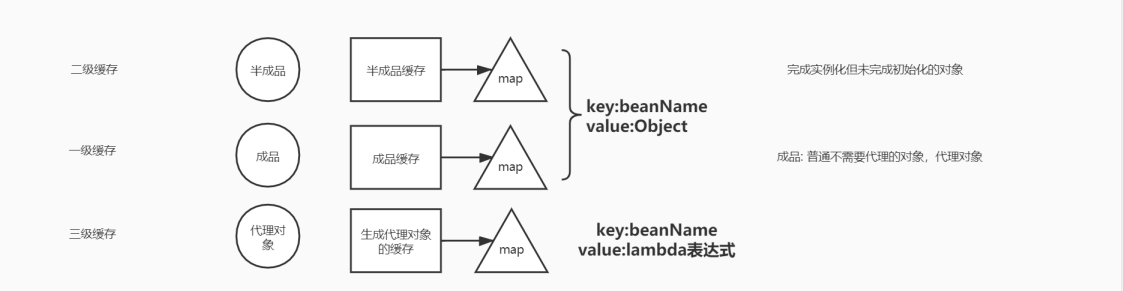 二级缓存
半成品
半成品缓存
map
完成实例化但未完成初始化的对象
key:beanName
value:Object
一级缓存
成品
成品缓存
map
成品: 普通不需要代理的对象，代理对象
三级缓存
代理对
象
生成代理对象
的缓存
map
key:beanName
value:lambda表达式